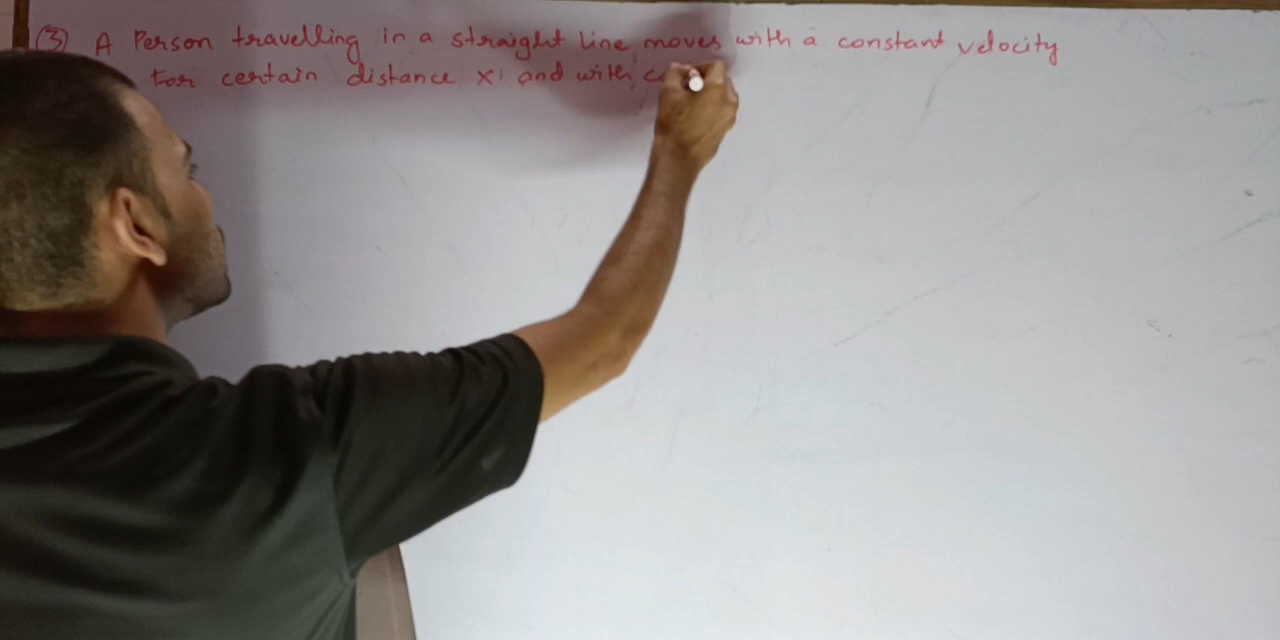 ③ A Person travelling in a straight line moves with a constant velocity
for certain distance 'x' and with